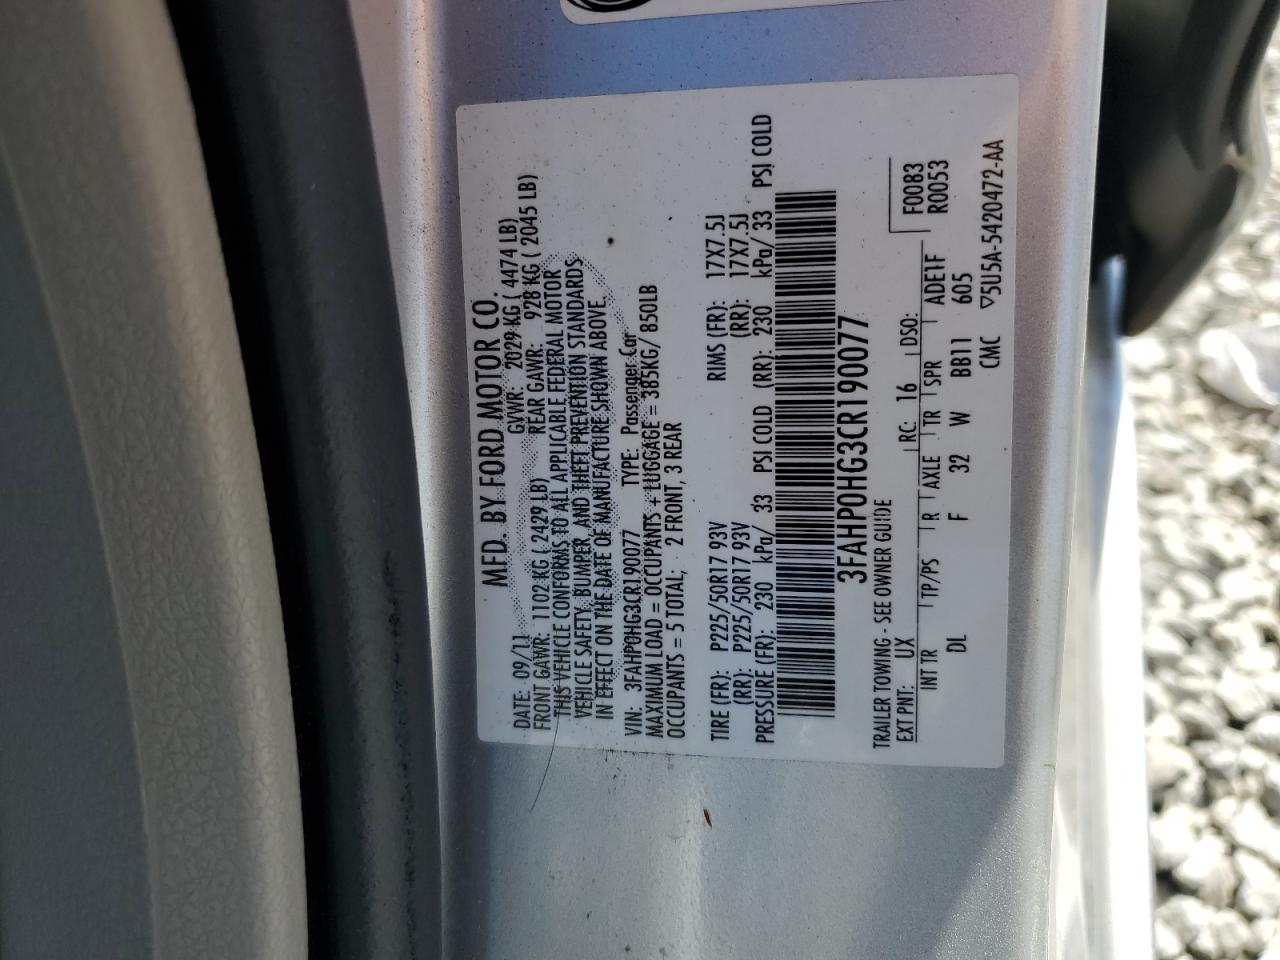 MFD. BY FORD MOTOR CO.
DATE: 09/11 GVWR: 2029 KG ( 4474 LB)
FRONT GAWR: 1102 KG ( 2429 LB) REAR GAWR: 928 KG ( 2045 LB)
THIS VEHICLE CONFORMS TO ALL APPLICABLE FEDERAL MOTOR
VEHICLE SAFETY, BUMPER, AND THEFT PREVENTION STANDARDS
IN EFFECT ON THE DATE OF MANUFACTURE SHOWN ABOVE.
VIN: 3FAHP0HG3CR190077 TYPE: Passenger Car
MAXIMUM LOAD = OCCUPANTS + LUGGAGE = 385KG/ 850LB
OCCUPANTS = 5 TOTAL; 2 FRONT, 3 REAR
TIRE (FR): P225/50R17 93V RIMS (FR): 17X7.5J
(RR): P225/50R17 93V (RR): 17X7.5J
PRESSURE (FR): 230 kPa/ 33 PSI COLD (RR): 230 kPa/ 33 PSI COLD
3FAHP0HG3CR190077
TRAILER TOWING - SEE OWNER GUIDE
EXT PNT: UX RC: 16 DSO: F0083
INT TR TP/PS R AXLE TR SPR ADE1F R0053
DL F 32 W BB11 605
CMC ▽5U5A-5420472-AA